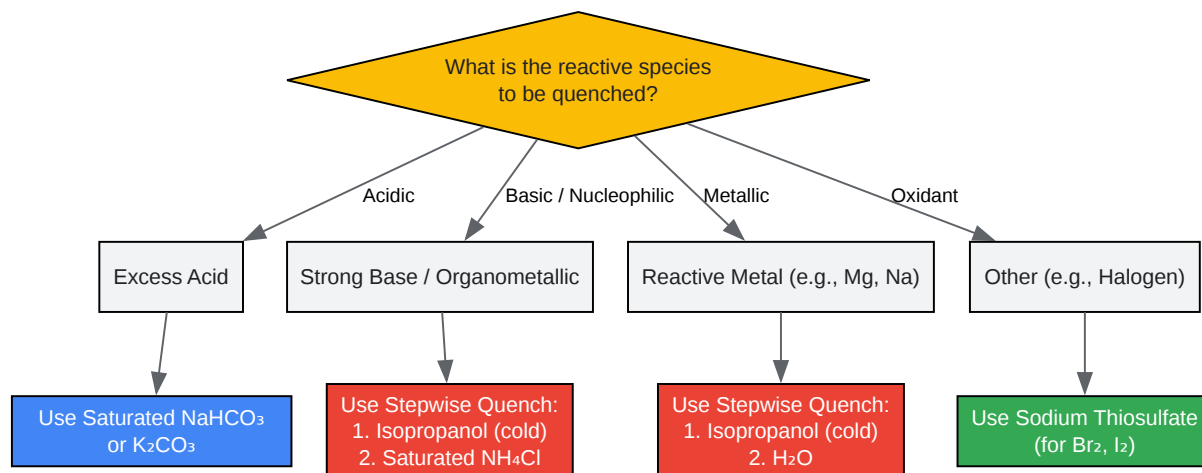 What is the reactive species
to be quenched?
Acidic
Basic / Nucleophilic
Metallic
Oxidant
Excess Acid
Strong Base / Organometallic
Reactive Metal (e.g., Mg, Na)
Other (e.g., Halogen)
Use Saturated NaHCO₃
or K₂CO₃
Use Stepwise Quench:
1. Isopropanol (cold)
2. Saturated NH₄Cl
Use Stepwise Quench:
1. Isopropanol (cold)
2. H₂O
Use Sodium Thiosulfate
(for Br₂, I₂)